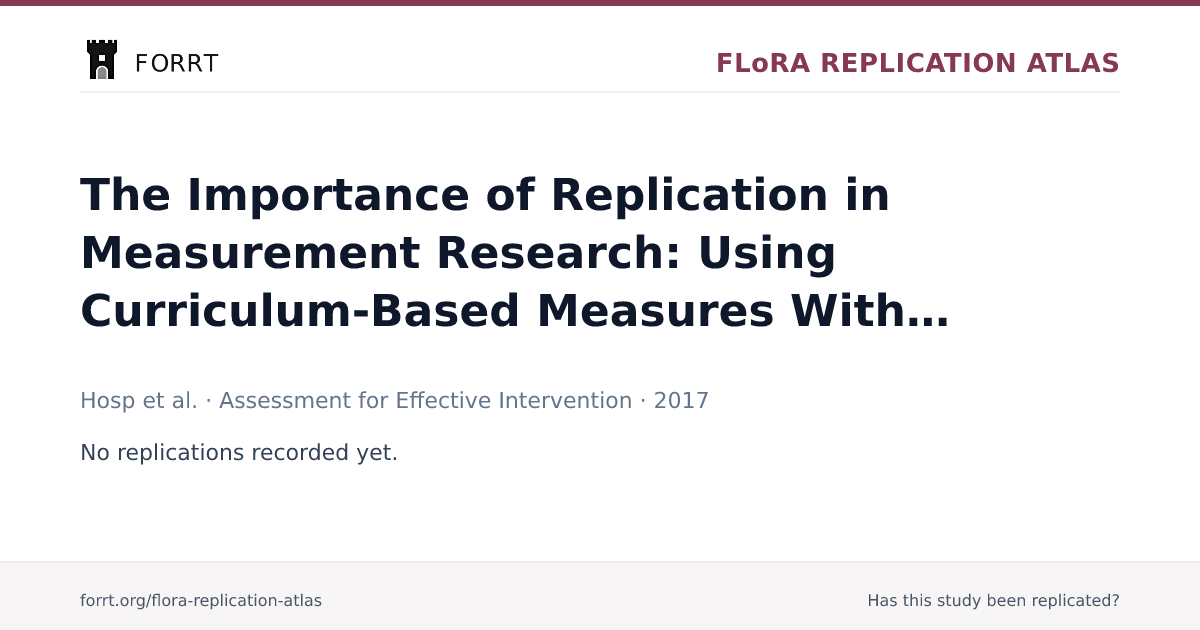 FORRT
FLoRA REPLICATION ATLAS
The Importance of Replication in
Measurement Research: Using
Curriculum-Based Measures With…
Hosp et al. · Assessment for Effective Intervention · 2017
No replications recorded yet.
forrt.org/flora-replication-atlas
Has this study been replicated?